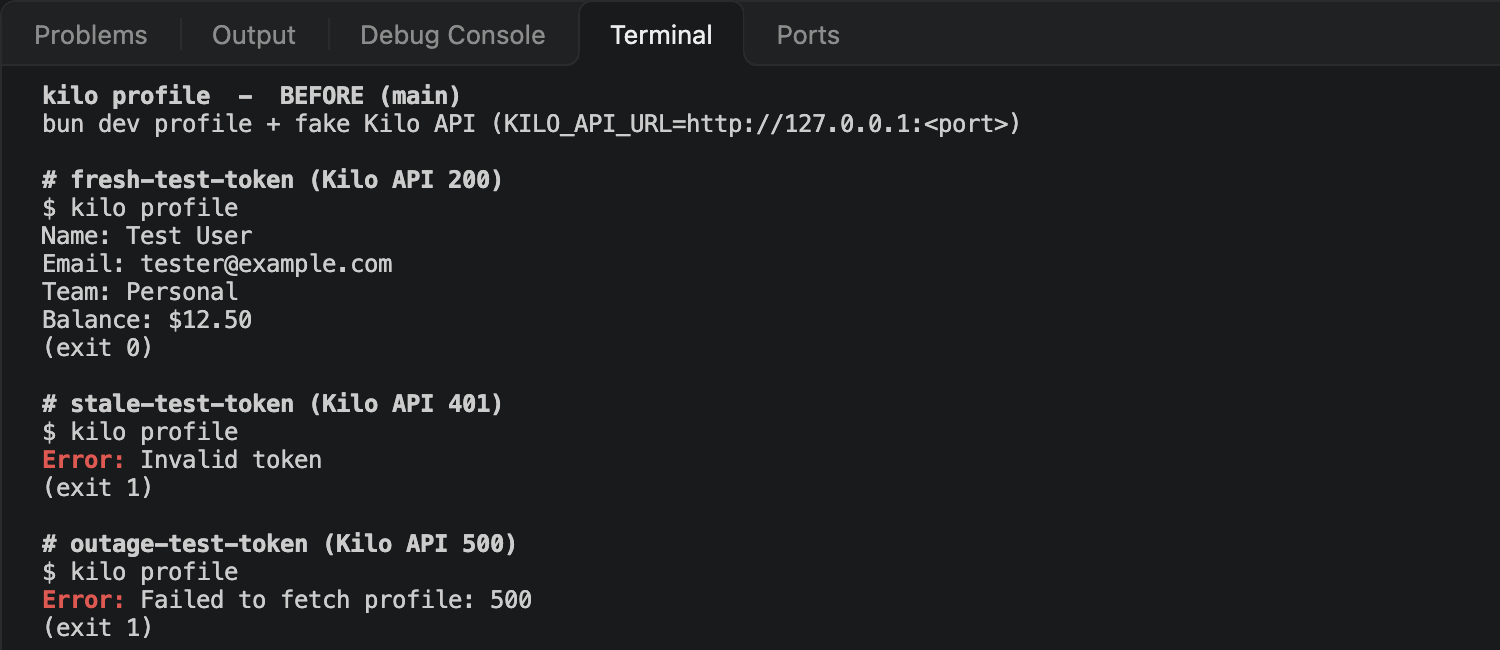 Problems
Output
Debug Console
Terminal
Ports
kilo profile - BEFORE (main)
bun dev profile + fake Kilo API (KILO_API_URL=http://127.0.0.1:<port>)
# fresh-test-token (Kilo API 200)
$ kilo profile
Name: Test User
Email: tester@example.com
Team: Personal
Balance: $12.50
(exit 0)
# stale-test-token (Kilo API 401)
$ kilo profile
Error: Invalid token
(exit 1)
# outage-test-token (Kilo API 500)
$ kilo profile
Error: Failed to fetch profile: 500
(exit 1)